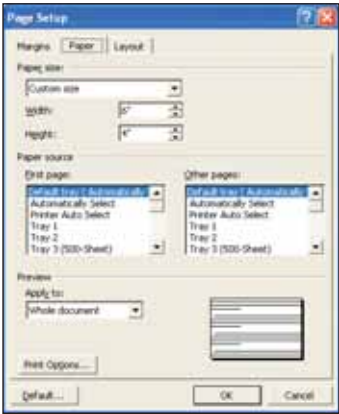 Page Setup
Margins Paper Layout
Paper size:
Custom size
Width: 6"
Height: 4"
Paper source
First page: Other pages:
Default tray (Automatically Default tray (Automatically
Automatically Select Automatically Select
Printer Auto Select Printer Auto Select
Tray 1 Tray 1
Tray 2 Tray 2
Tray 3 (500-Sheet) Tray 3 (500-Sheet)
Preview
Apply to:
Whole document
Print Options...
Default... OK Cancel